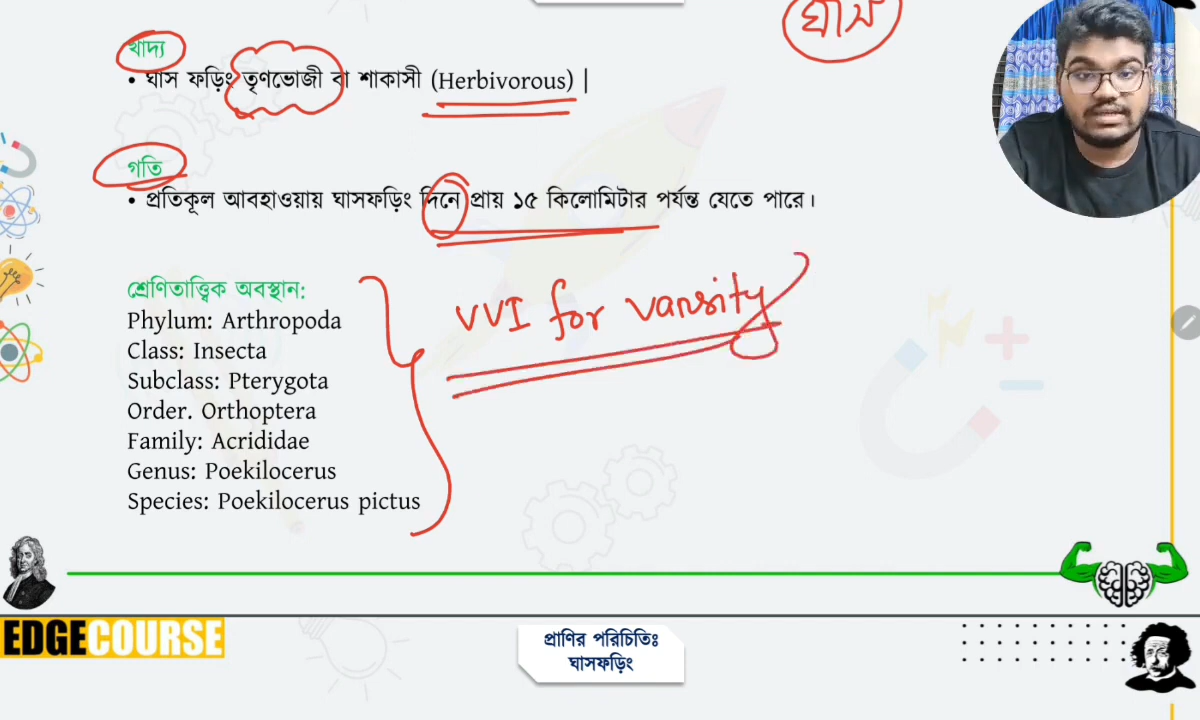 ঘাস
খাদ্য
• ঘাস ফড়িং তৃণভোজী বা শাকাসী (Herbivorous) |
গতি
• প্রতিকূল আবহাওয়ায় ঘাসফড়িং দিনে প্রায় ১৫ কিলোমিটার পর্যন্ত যেতে পারে।
শ্রেণিতাত্ত্বিক অবস্থান:
Phylum: Arthropoda
Class: Insecta
Subclass: Pterygota
Order. Orthoptera
Family: Acrididae
Genus: Poekilocerus
Species: Poekilocerus pictus
VVI for varsity
EDGECOURSE
প্রাণির পরিচিতিঃ
ঘাসফড়িং